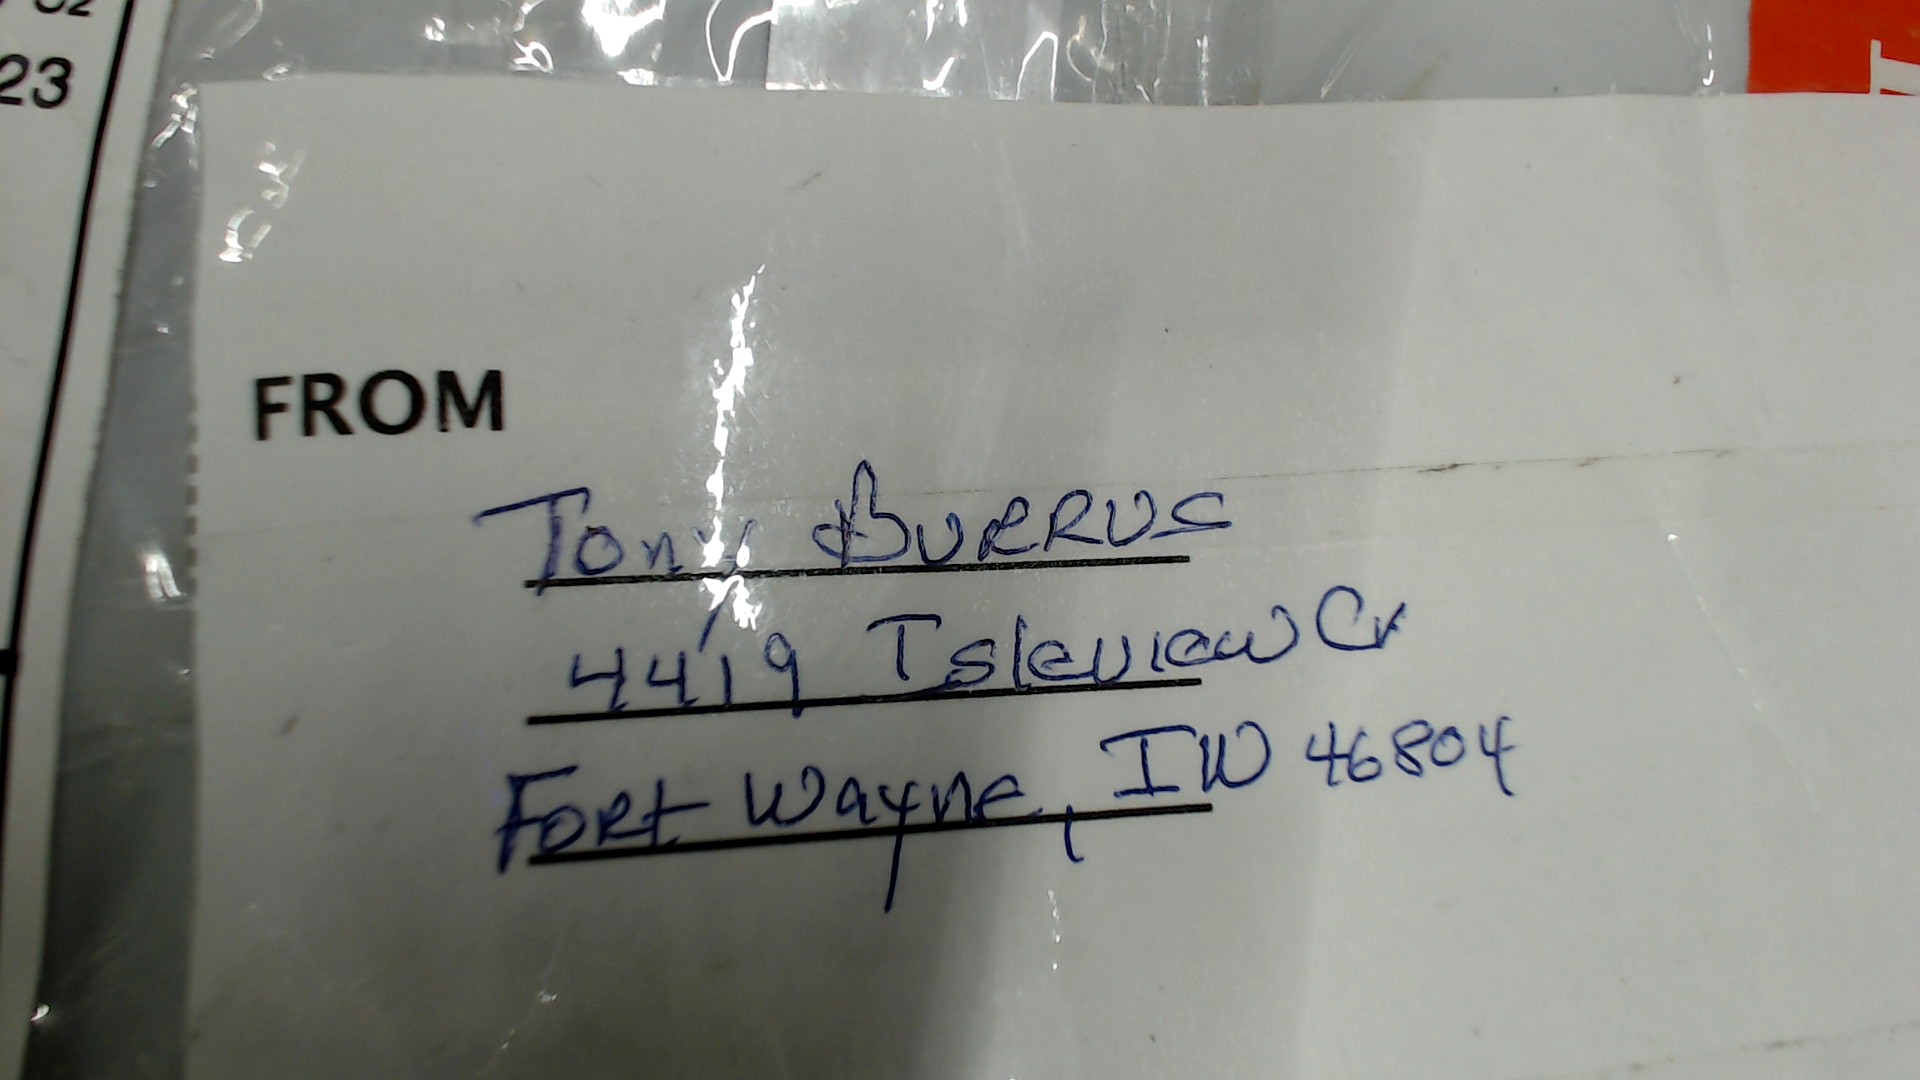 23
FROM
Tony BURRUS
4419 Isleview Cr
FORt Wayne, IN 46804